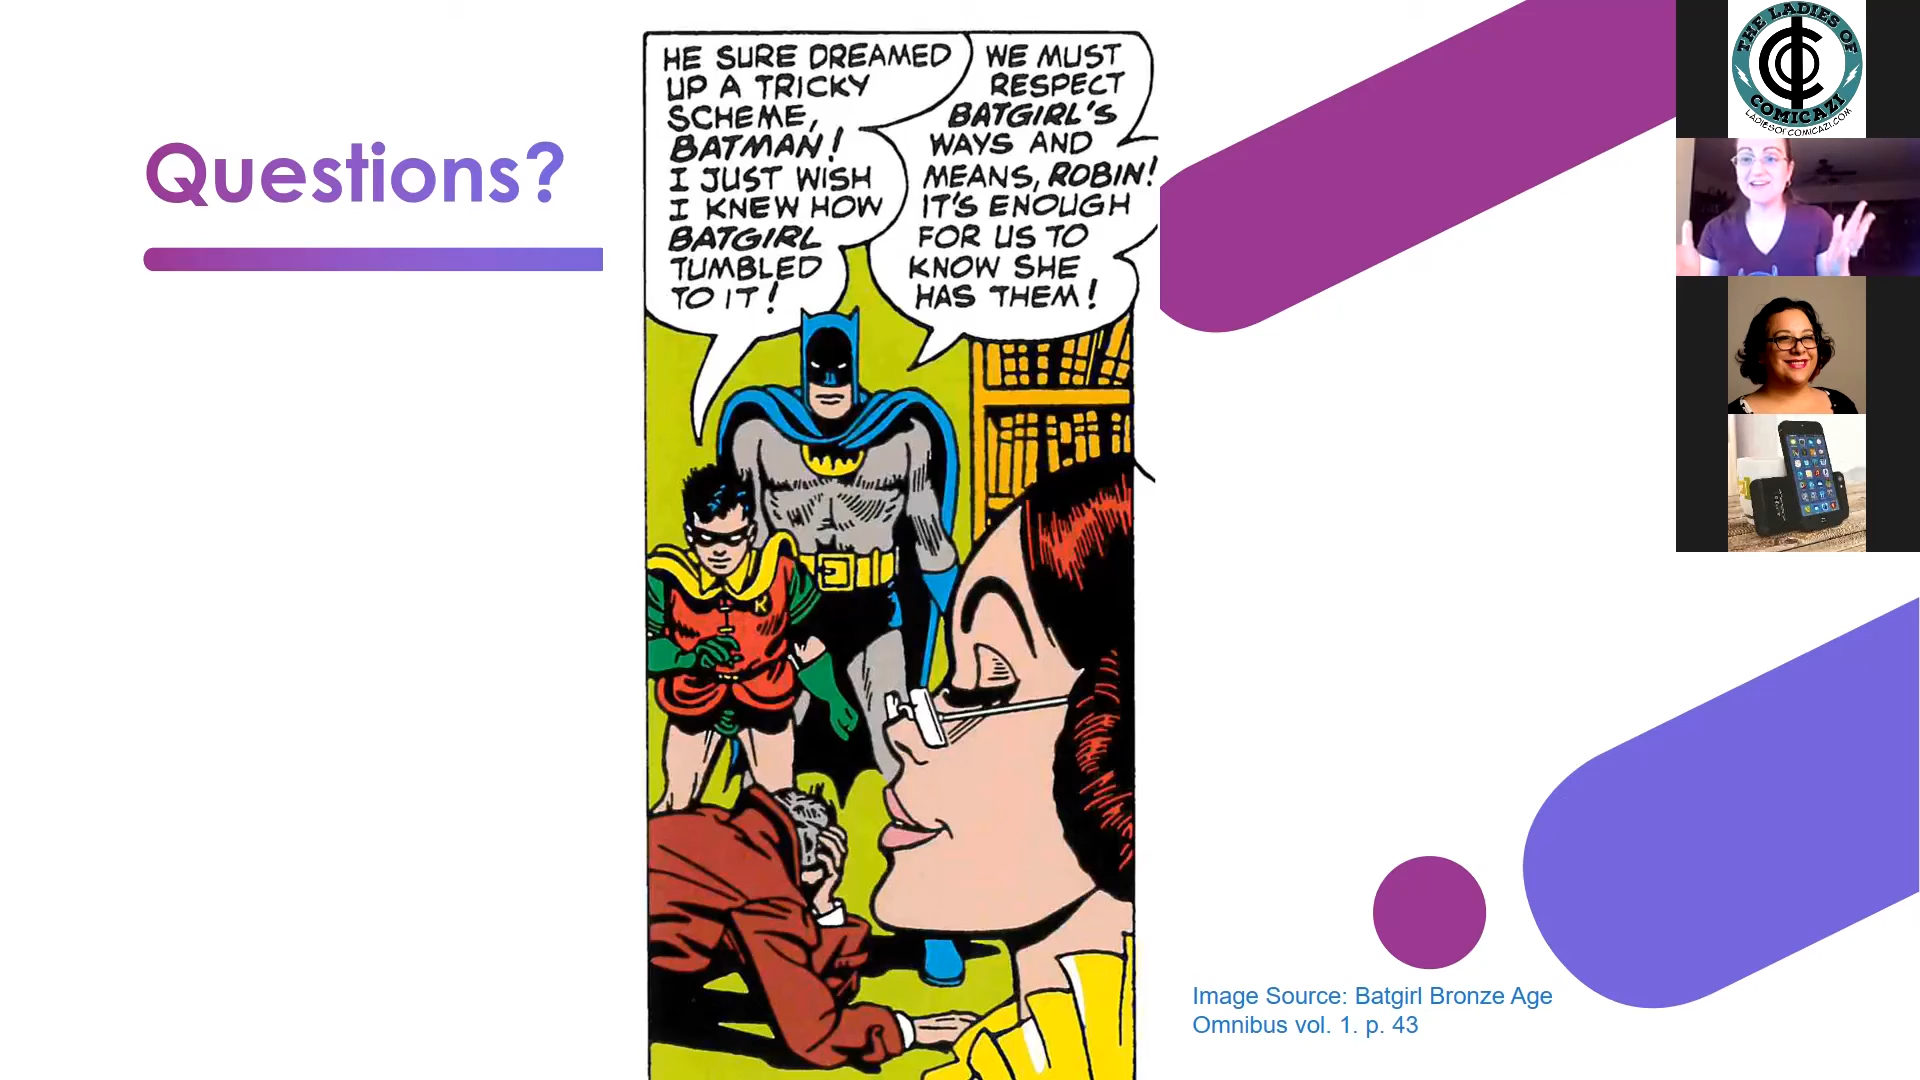 Questions?
HE SURE DREAMED
UP A TRICKY
SCHEME,
BATMAN!
I JUST WISH
I KNEW HOW
BATGIRL
TUMBLED
TO IT!
WE MUST
RESPECT
BATGIRL'S
WAYS AND
MEANS, ROBIN!
IT'S ENOUGH
FOR US TO
KNOW SHE
HAS THEM!
R
Image Source: Batgirl Bronze Age
Omnibus vol. 1. p. 43
THE LADIES OF
COMICAZI
LADIESOFCOMICAZI.COM